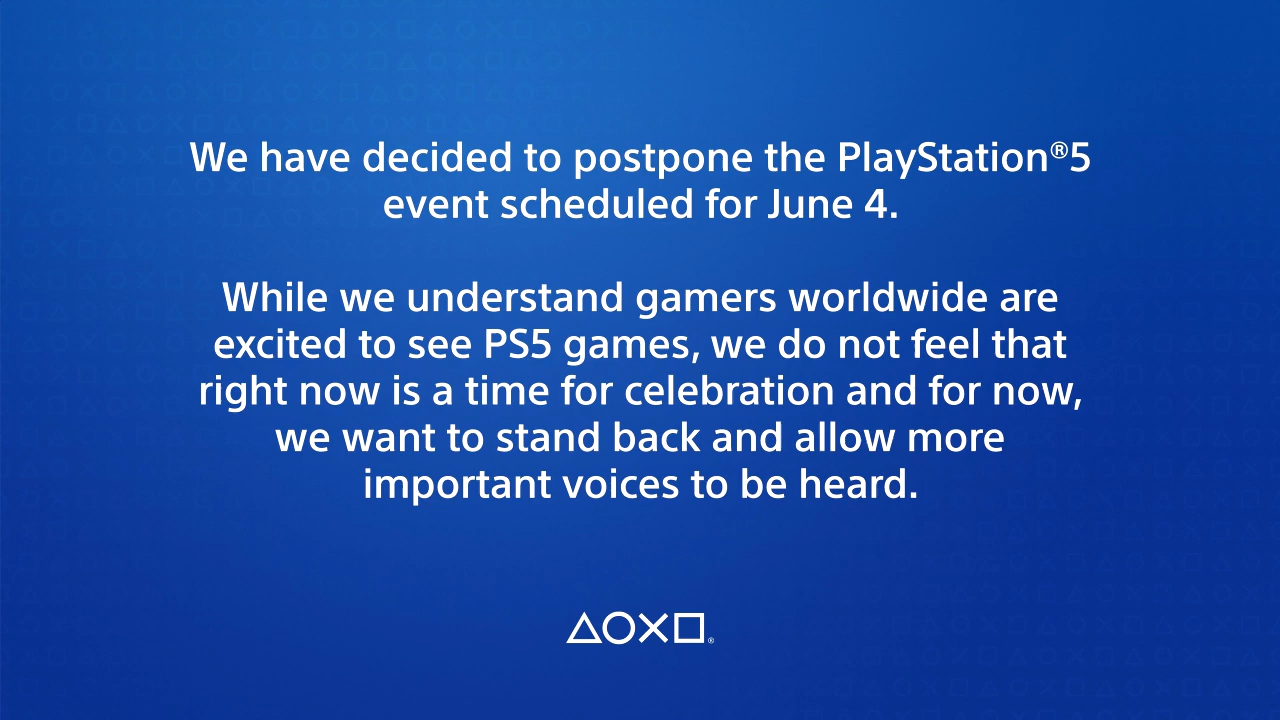 We have decided to postpone the PlayStation®5
event scheduled for June 4.
While we understand gamers worldwide are
excited to see PS5 games, we do not feel that
right now is a time for celebration and for now,
we want to stand back and allow more
important voices to be heard.
®